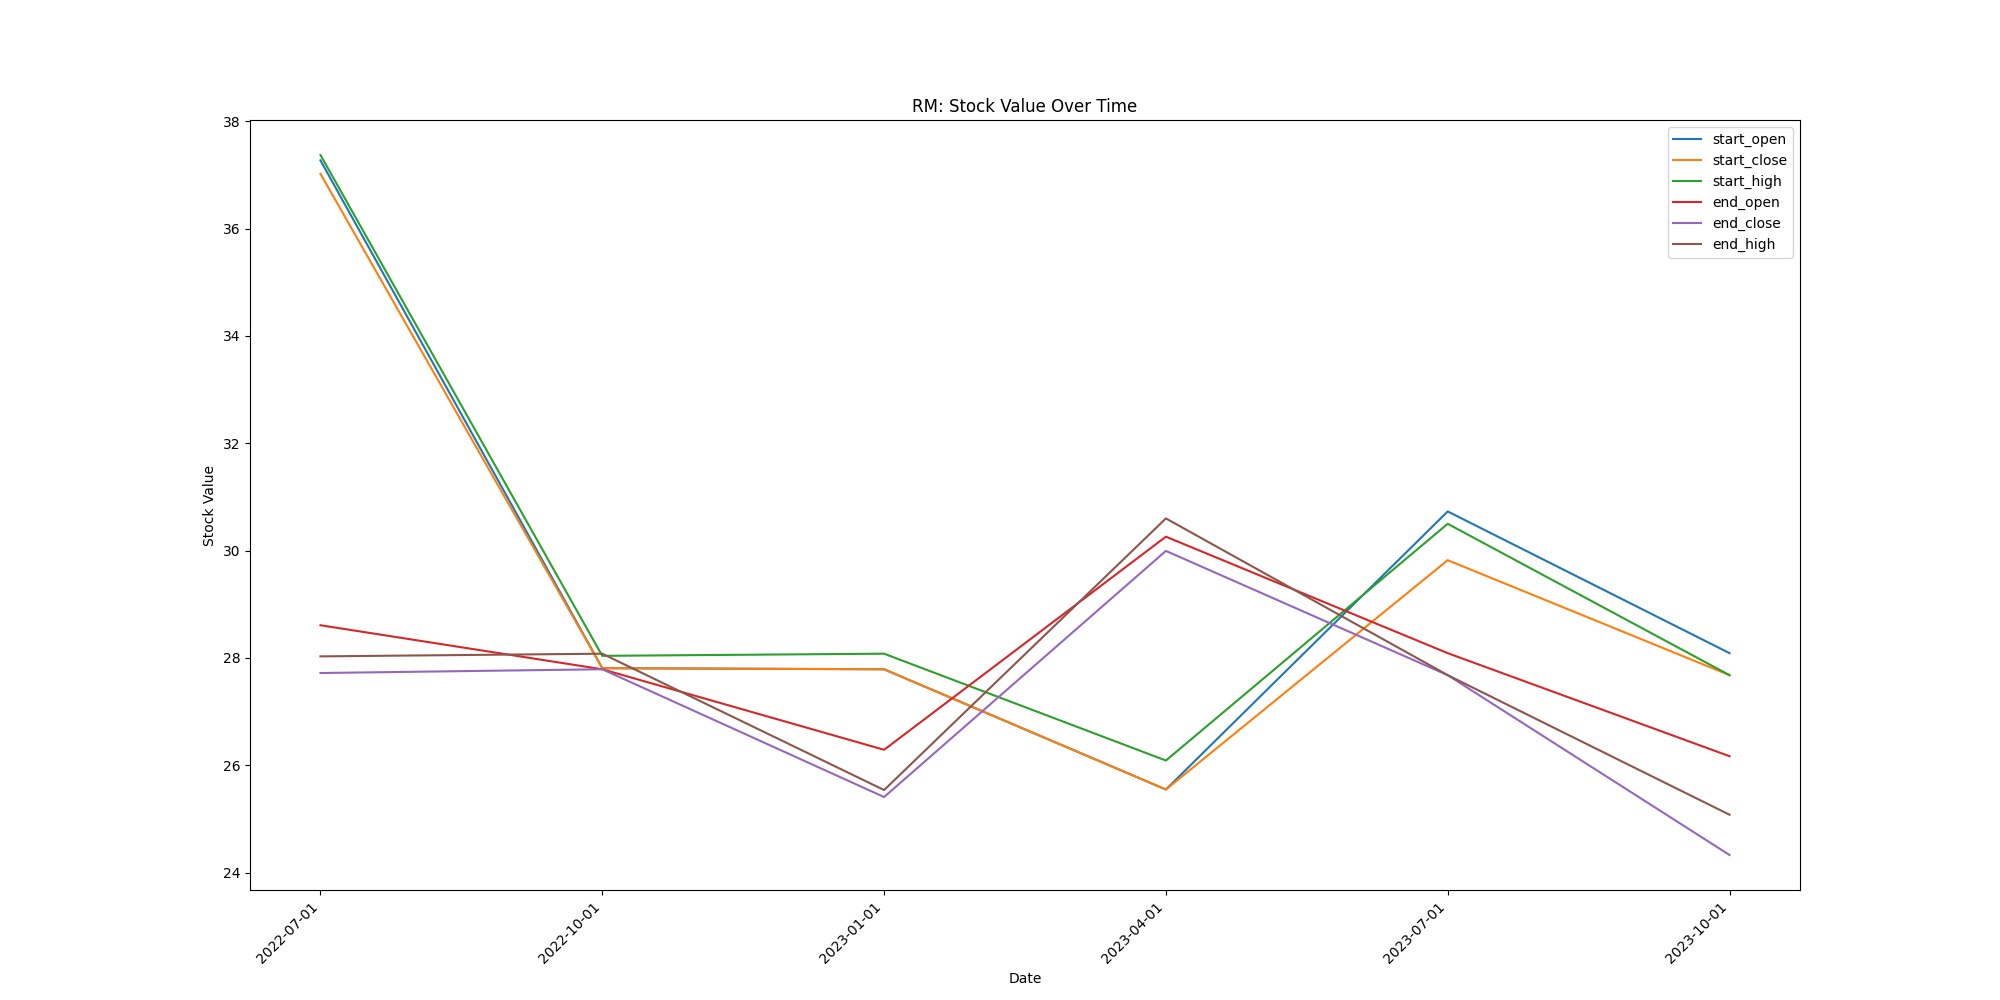 RM: Stock Value Over Time
38
36
34
32
30
28
26
24
Stock Value
start_open
start_close
start_high
end_open
end_close
end_high
2022-07-01
2022-10-01
2023-01-01
2023-04-01
2023-07-01
2023-10-01
Date